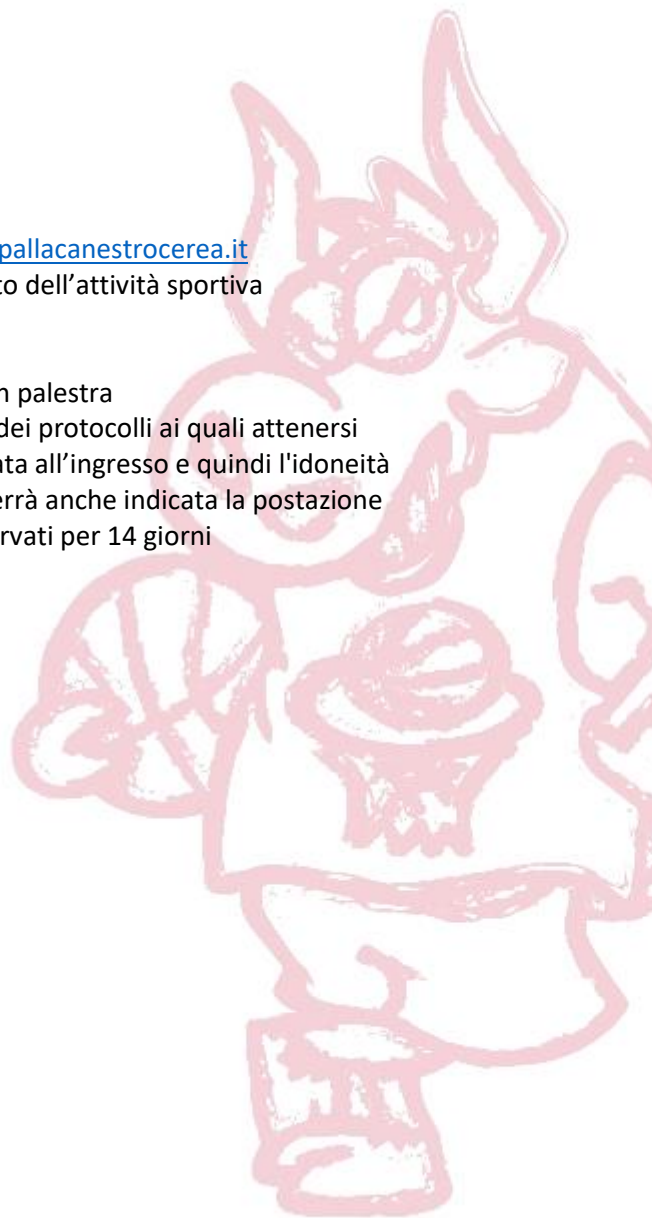 pallacanestrocerea.it
to dell’attività sportiva
n palestra
dei protocolli ai quali attenersi
ata all’ingresso e quindi l'idoneità
errà anche indicata la postazione
rvati per 14 giorni